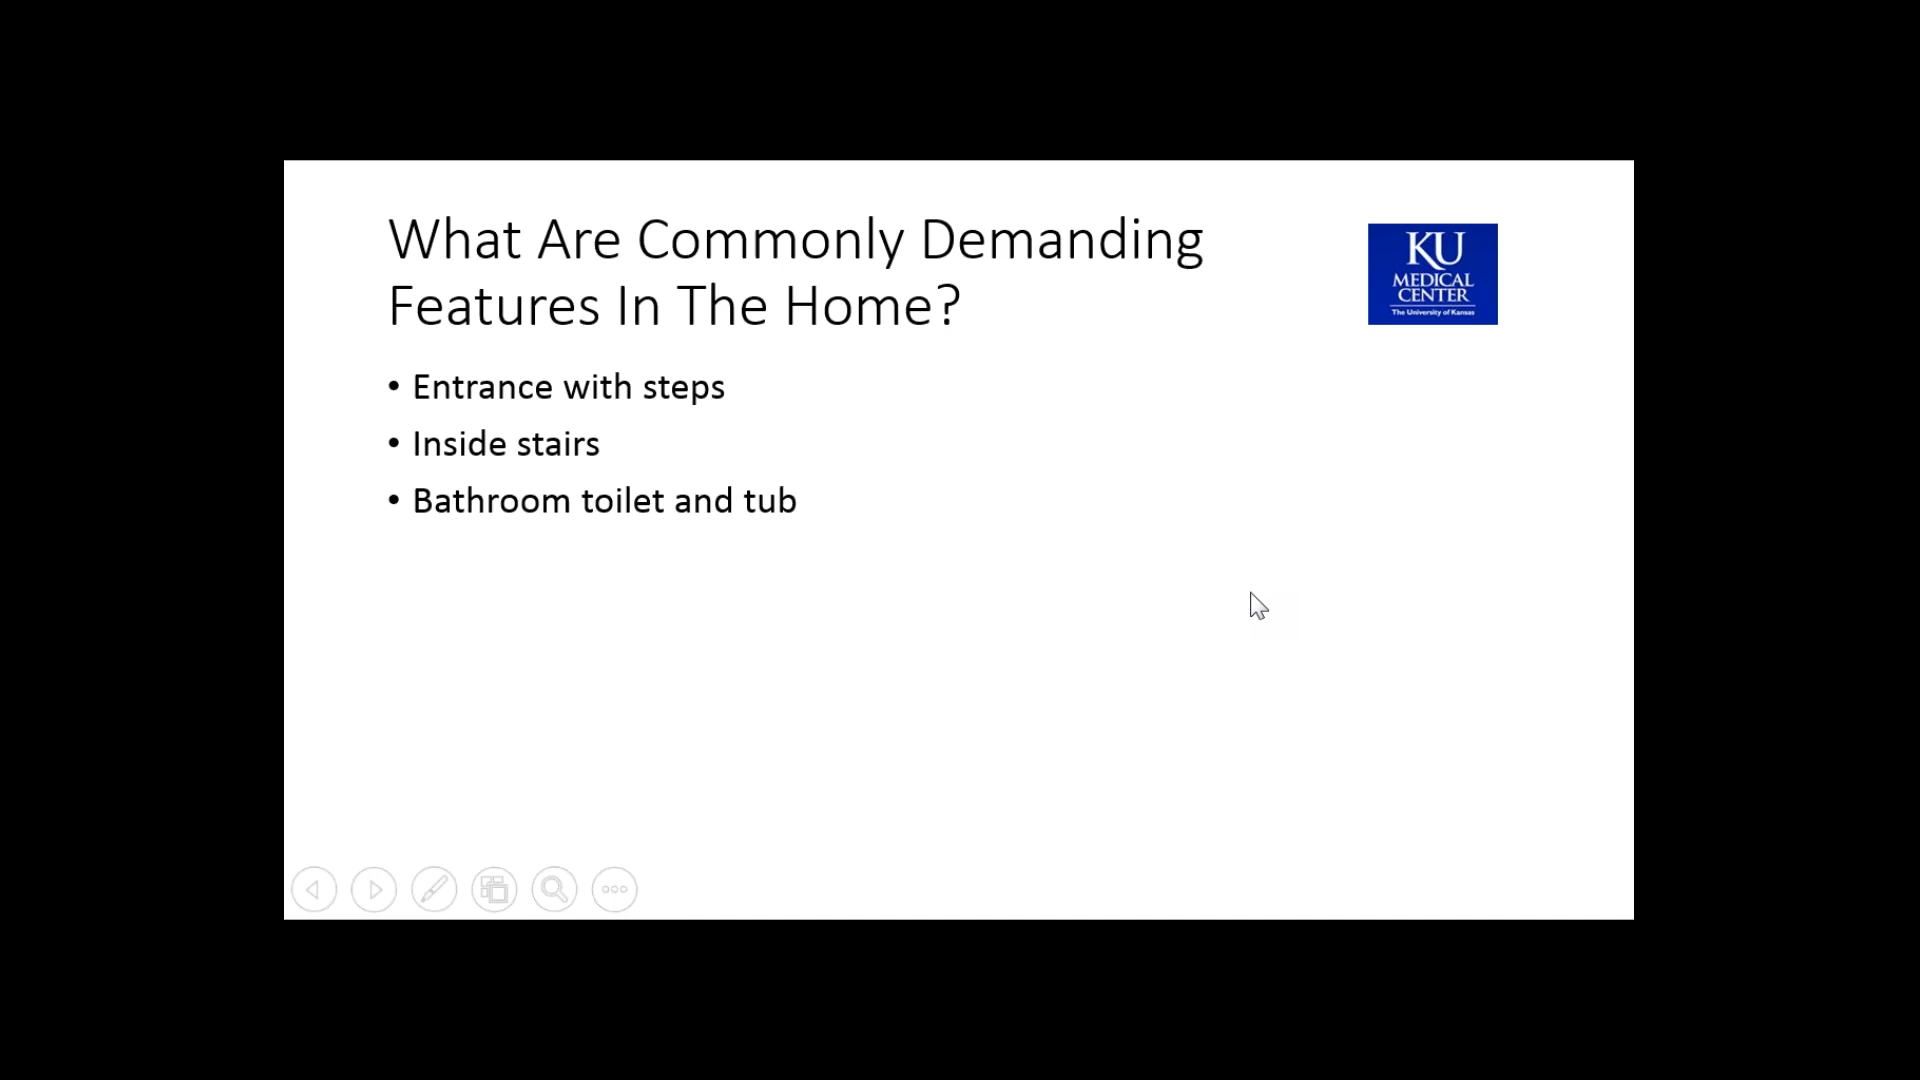 What Are Commonly Demanding
Features In The Home?
KU
MEDICAL
CENTER
The University of Kansas
• Entrance with steps
• Inside stairs
• Bathroom toilet and tub